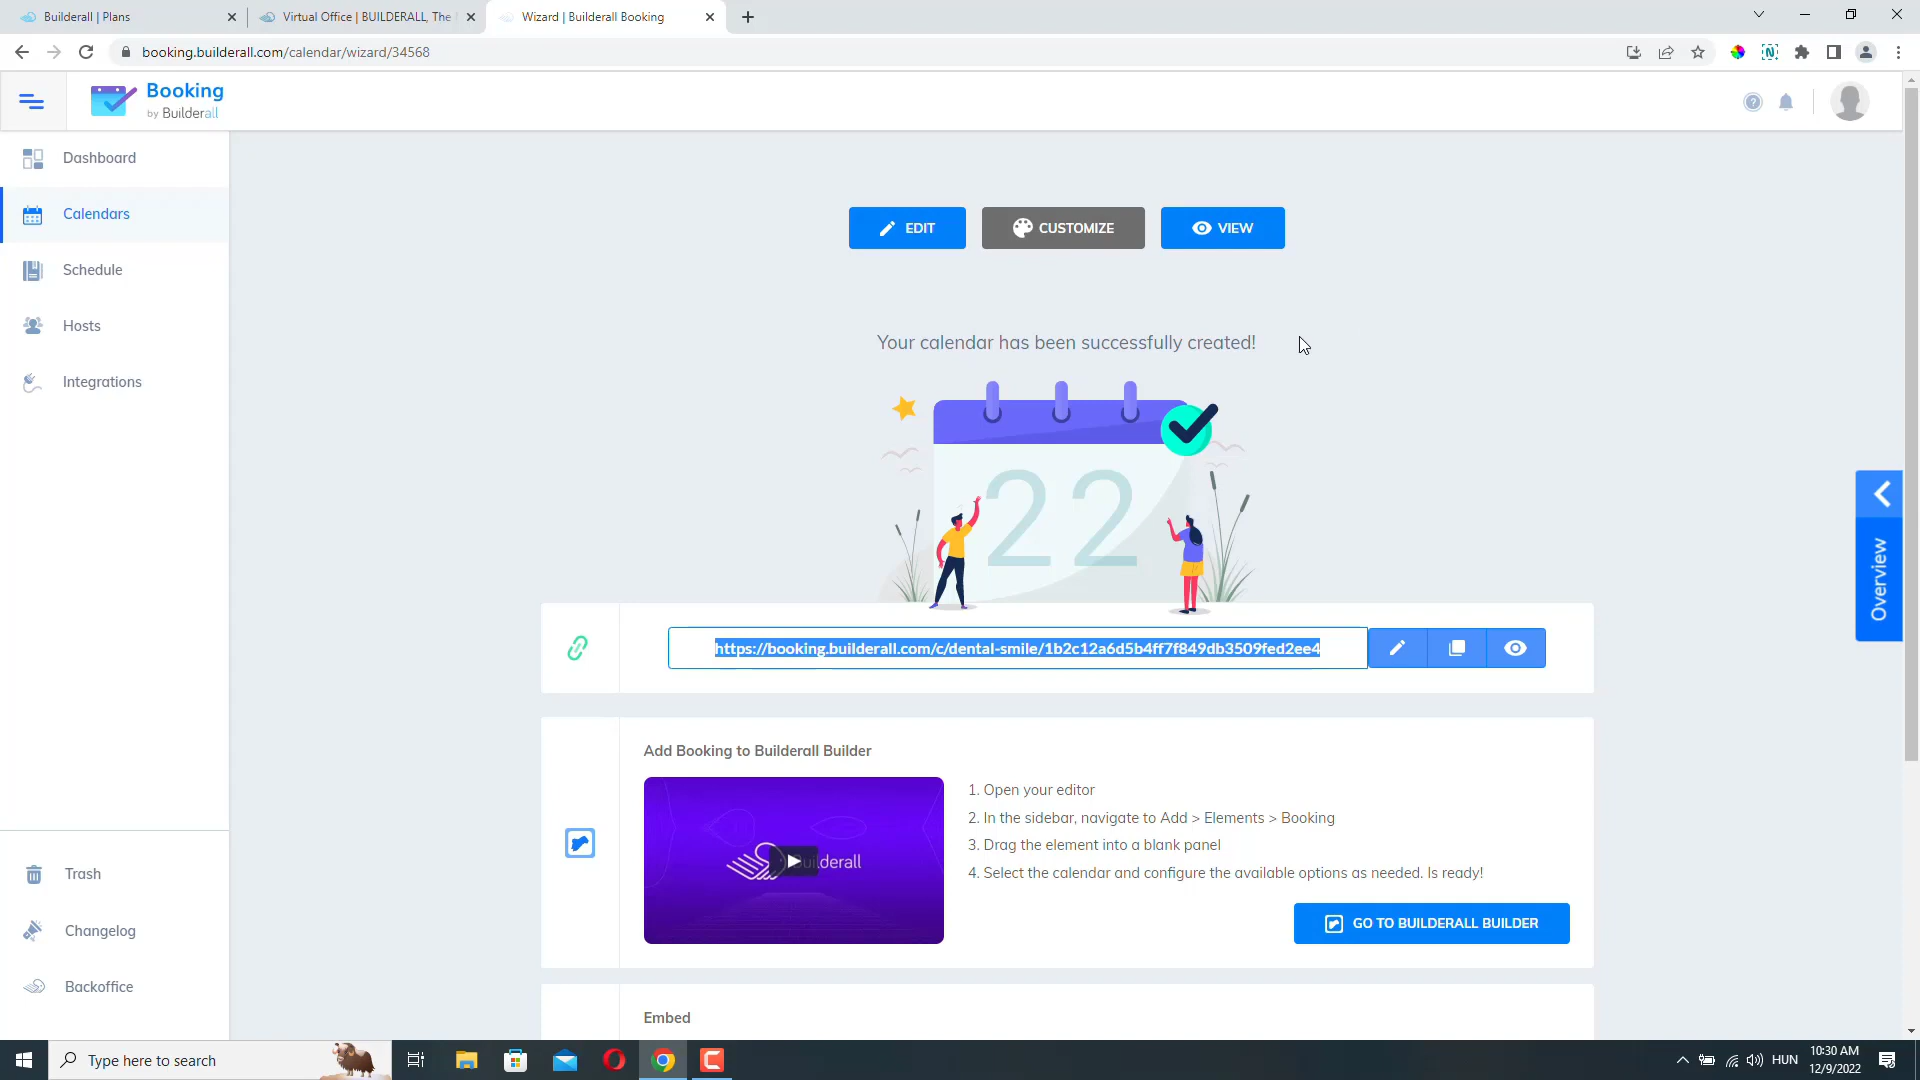 Builderall | Plans
Virtual Office | BUILDERALL, The
Wizard | Builderall Booking
booking.builderall.com/calendar/wizard/34568
Booking
by Builderall
Dashboard
Calendars
Schedule
Hosts
Integrations
Trash
Changelog
Backoffice
EDIT
CUSTOMIZE
VIEW
Your calendar has been successfully created!
22
Overview
https://booking.builderall.com/c/dental-smile/1b2c12a6d5b4ff7f849db3509fed2ee4
Add Booking to Builderall Builder
1. Open your editor
2. In the sidebar, navigate to Add > Elements > Booking
3. Drag the element into a blank panel
4. Select the calendar and configure the available options as needed. Is ready!
GO TO BUILDERALL BUILDER
Embed
Type here to search
HUN
10:30 AM
12/9/2022